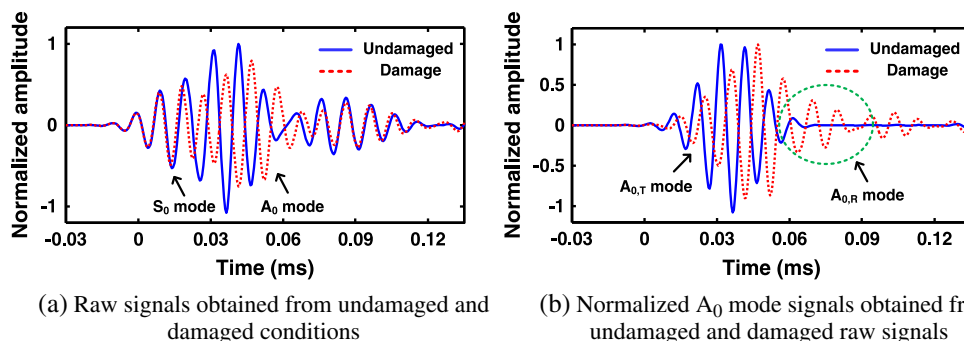 Normalized amplitude
1
0
-1
Undamaged
Damage
S0 mode
A0 mode
-0.03 0 0.03 0.06 0.09 0.12
Time (ms)
(a) Raw signals obtained from undamaged and
damaged conditions
Normalized amplitude
1
0.5
0
-0.5
-1
Undamaged
Damage
A0,T mode
A0,R mode
-0.03 0 0.03 0.06 0.09 0.12
Time (ms)
(b) Normalized A0 mode signals obtained fr
undamaged and damaged raw signals